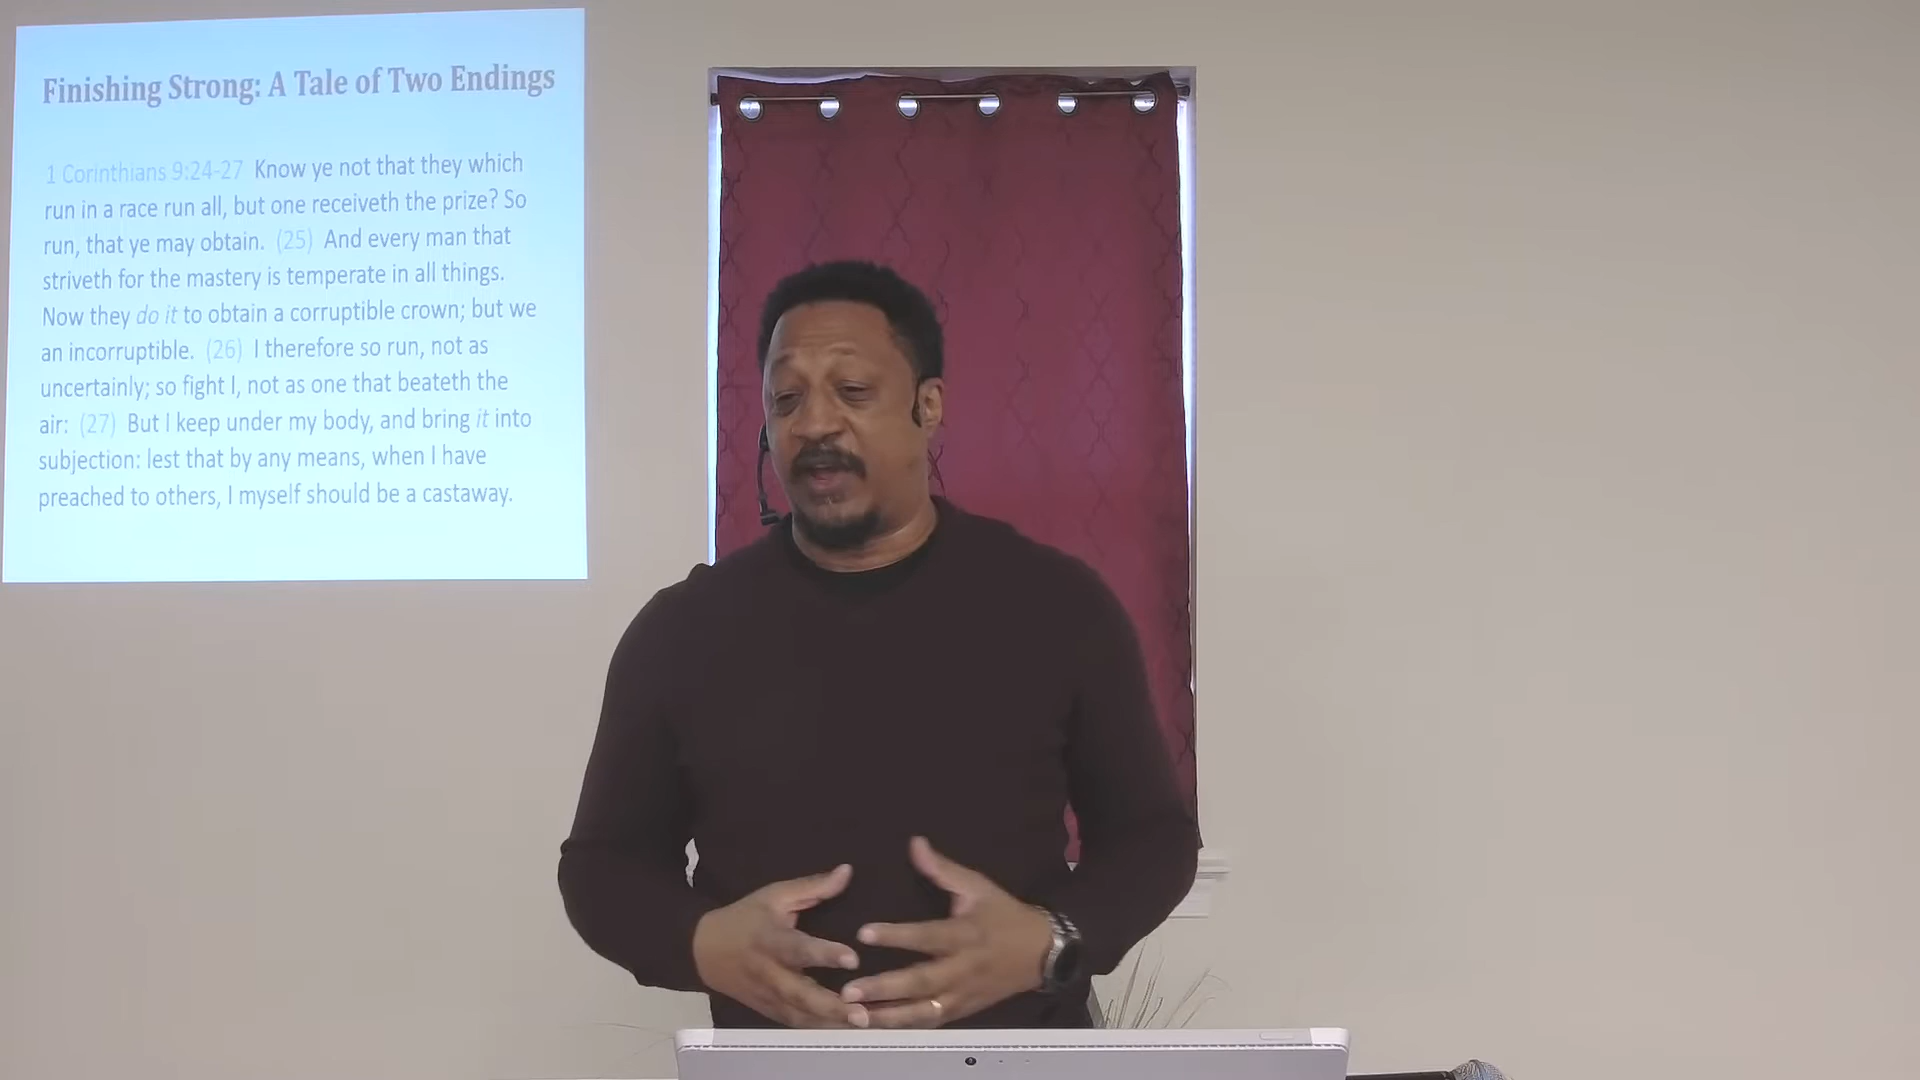 Finishing Strong: A Tale of Two Endings
1 Corinthians 9:24-27 Know ye not that they which
run in a race run all, but one receiveth the prize? So
run, that ye may obtain. (25) And every man that
striveth for the mastery is temperate in all things.
Now they do it to obtain a corruptible crown; but we
an incorruptible. (26) I therefore so run, not as
uncertainly; so fight I, not as one that beateth the
air: (27) But I keep under my body, and bring it into
subjection: lest that by any means, when I have
preached to others, I myself should be a castaway.